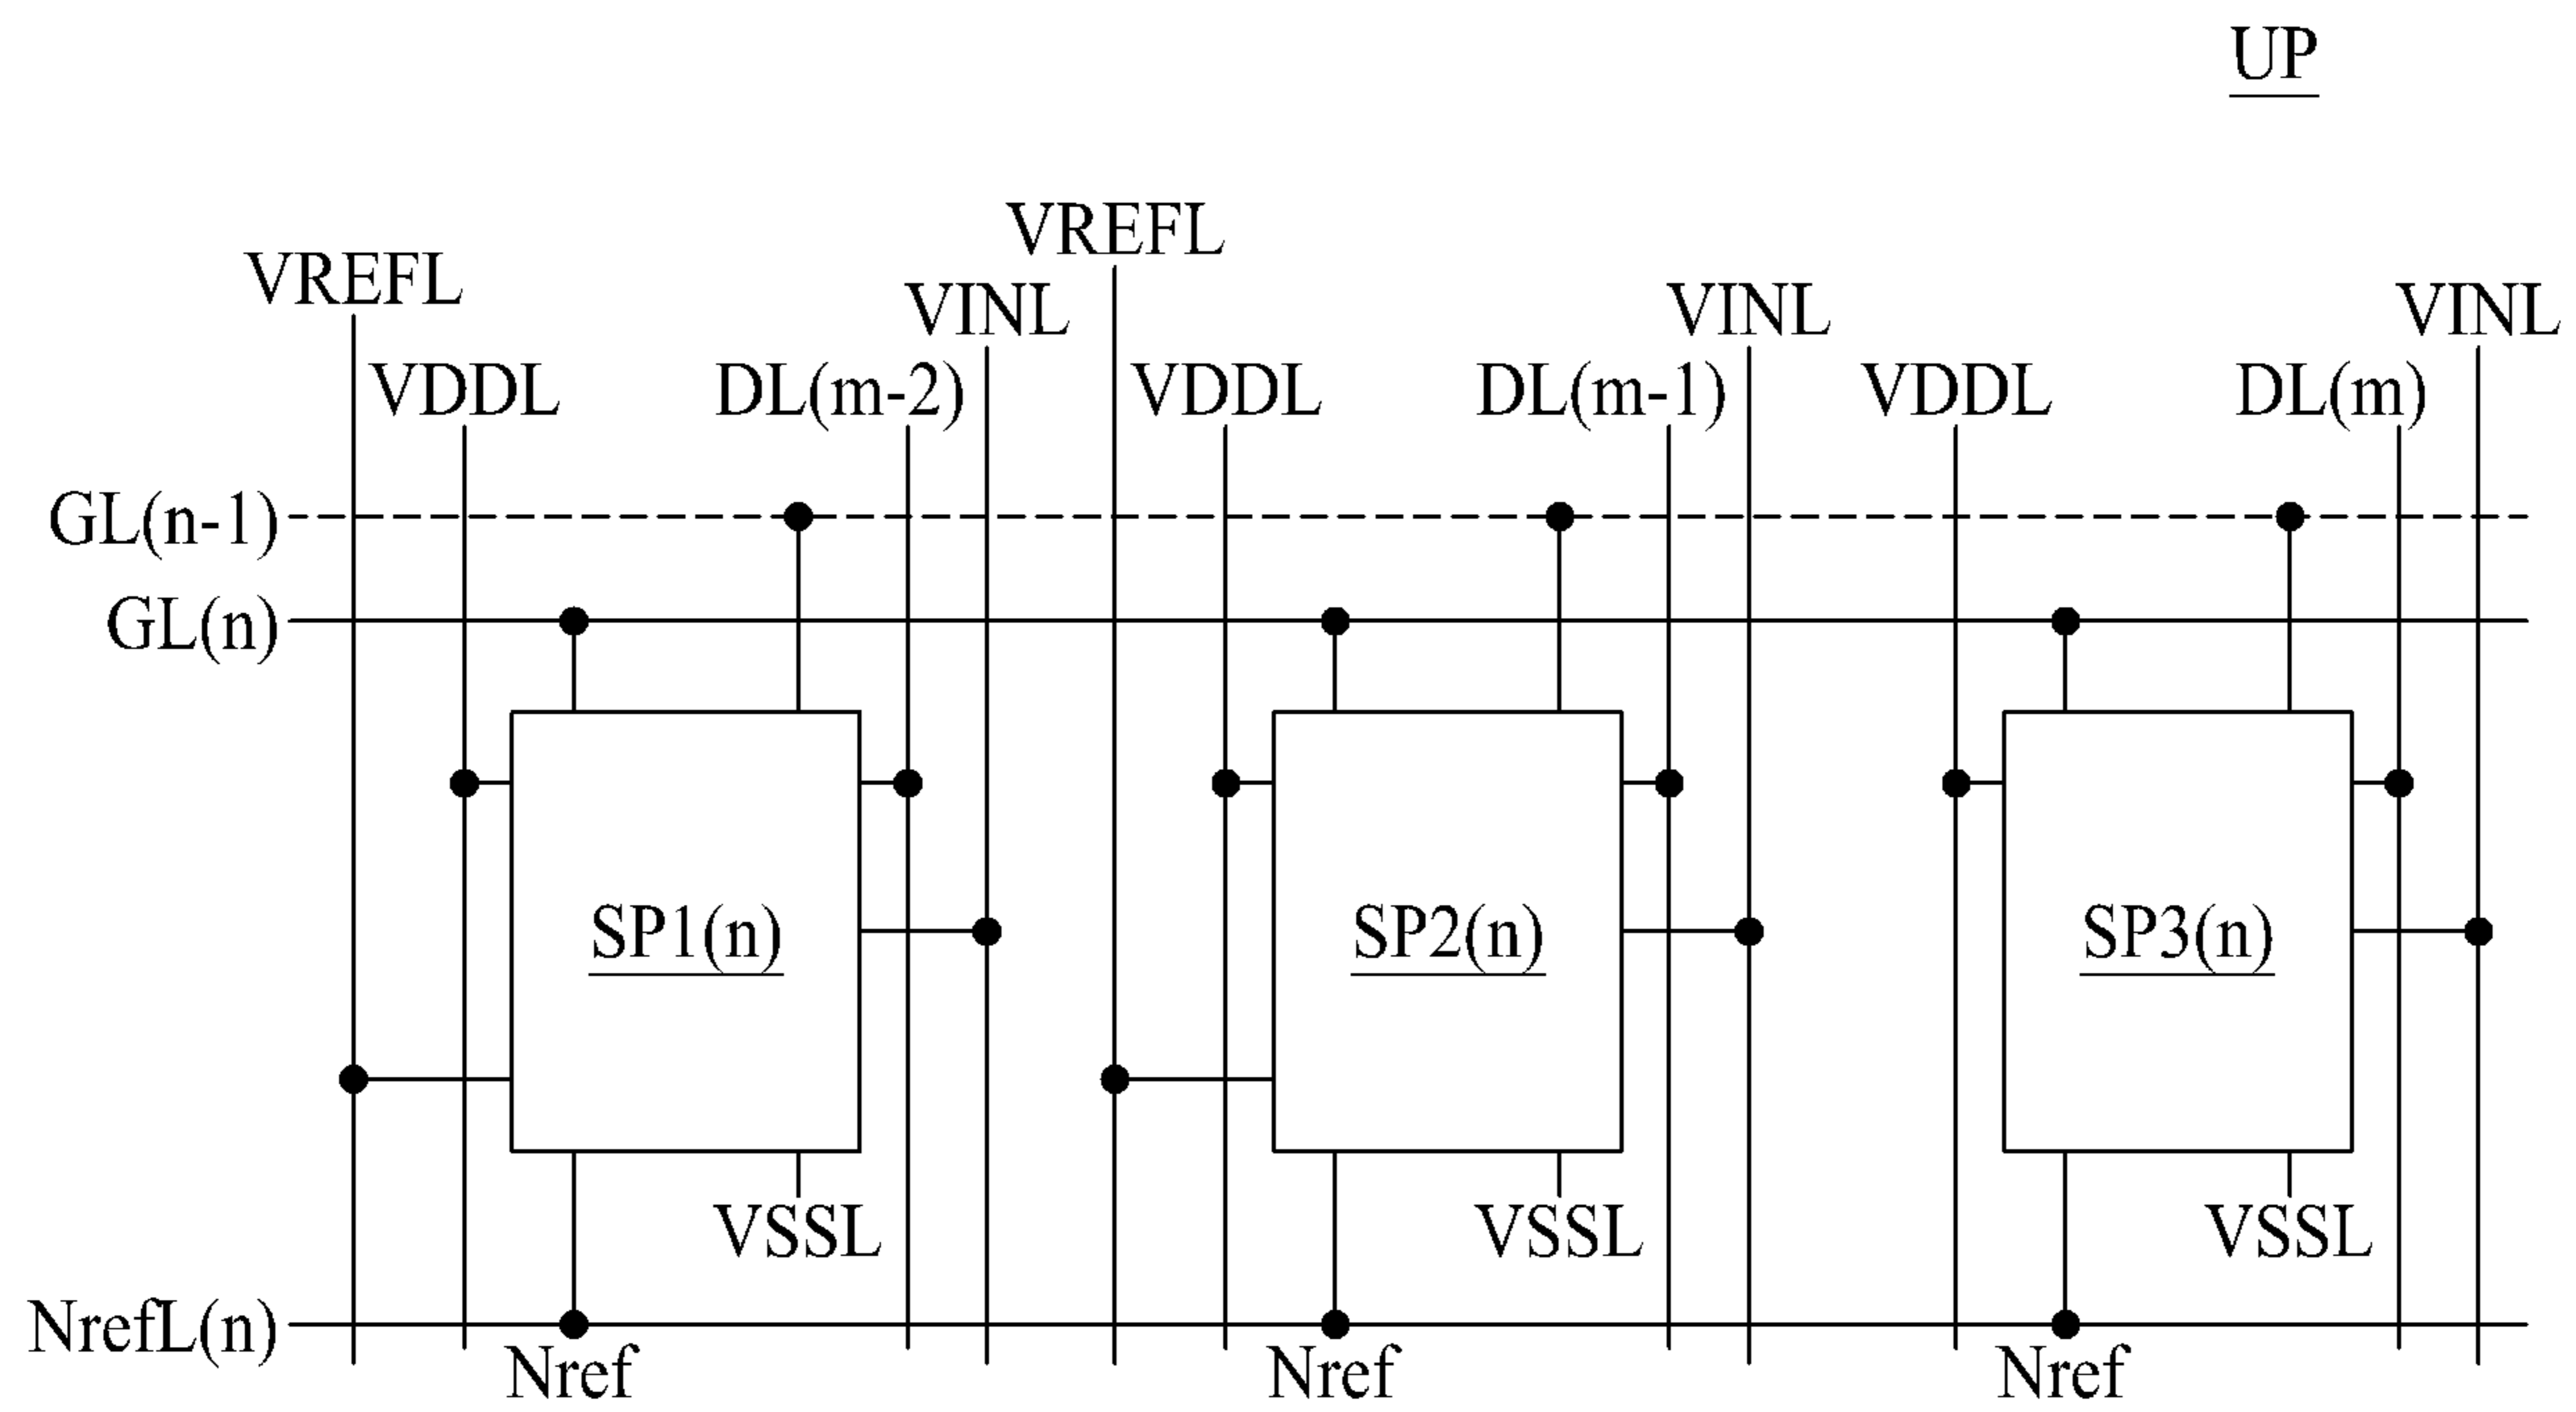 UP
VREFL
VREFL
VINL
VINL
VINL
VDDL
DL(m-2)
VDDL
DL(m-1)
VDDL
DL(m)
GL(n-1)
GL(n)
SP1(n)
SP2(n)
SP3(n)
VSSL
VSSL
VSSL
NrefL(n)
Nref
Nref
Nref